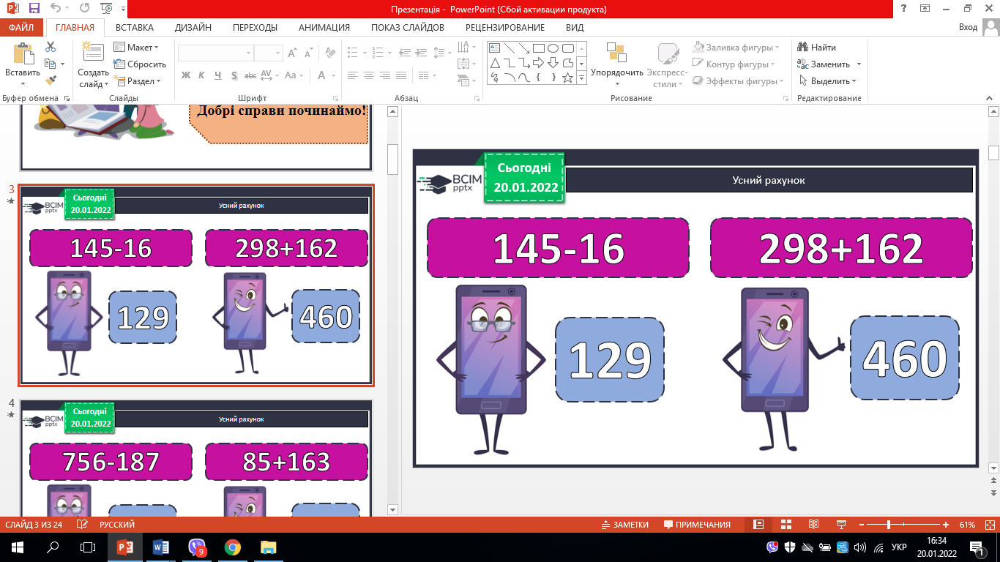 Презентація - PowerPoint (Сбой активации продукта)
ФАЙЛ ГЛАВНАЯ ВСТАВКА ДИЗАЙН ПЕРЕХОДЫ АНИМАЦИЯ ПОКАЗ СЛАЙДОВ РЕЦЕНЗИРОВАНИЕ ВИД Вход
Вставить
Создать слайд
Макет
Сбросить
Раздел
Ж К Ч S abc AV Aa A
Упорядочить
Экспресс-стили
Заливка фигуры
Контур фигуры
Эффекты фигуры
Найти
Заменить
Выделить
Буфер обмена Слайды Шрифт Абзац Рисование Редактирование
Добрі справи починаймо!
3
BCIM pptx
Сьогодні
20.01.2022
Усний рахунок
145-16 298+162
129 460
4
BCIM pptx
Сьогодні
20.01.2022
Усний рахунок
756-187 85+163
BCIM pptx
Сьогодні
20.01.2022
Усний рахунок
145-16 298+162
129 460
СЛАЙД 3 ИЗ 24 РУССКИЙ ЗАМЕТКИ ПРИМЕЧАНИЯ 61%
9
УКР
16:34
20.01.2022
1